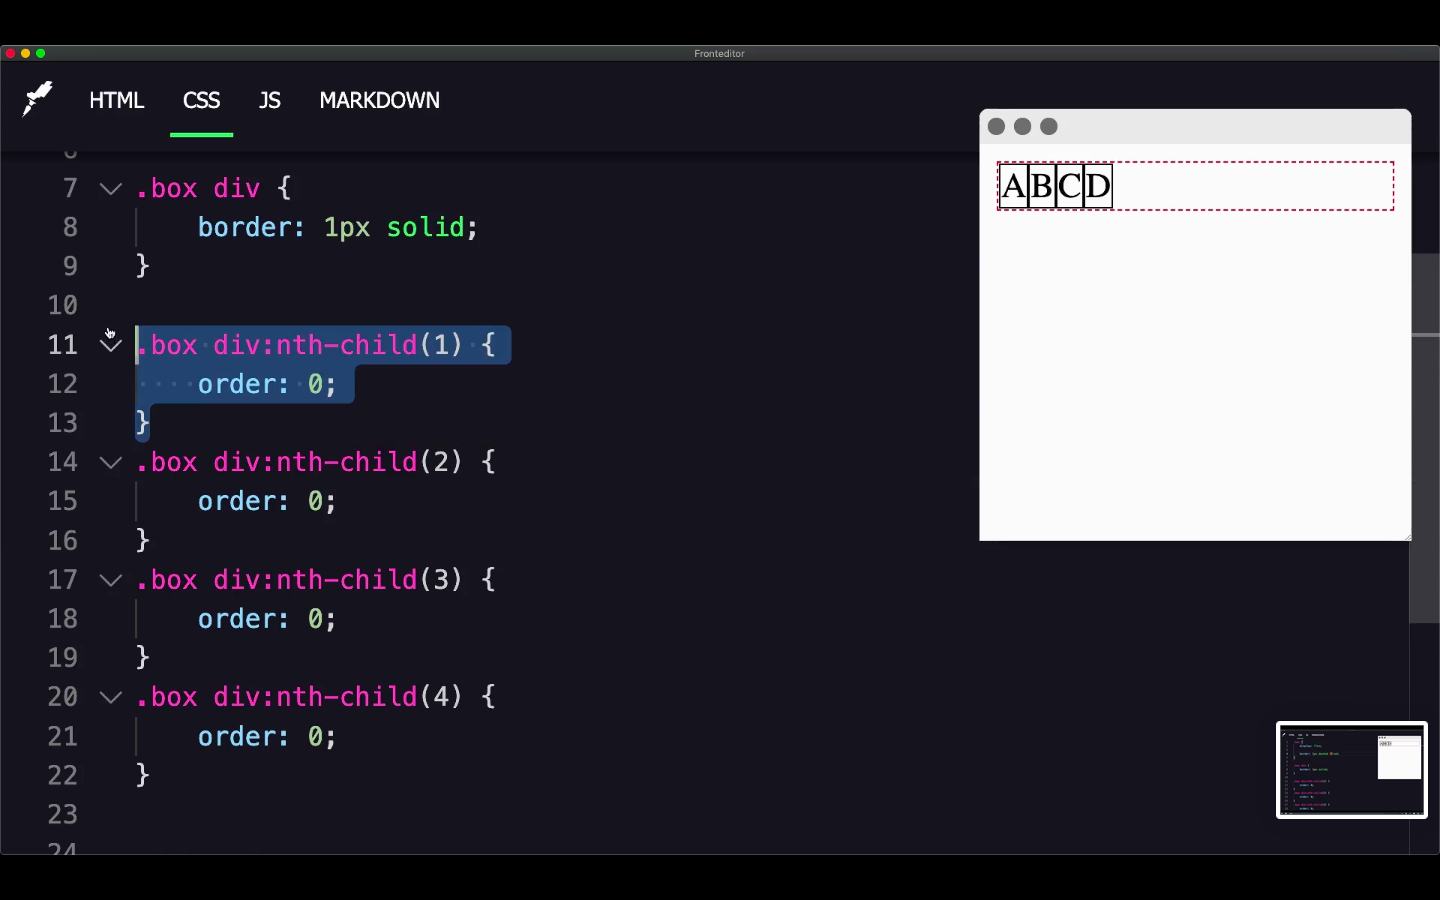 Fronteditor
HTML CSS JS MARKDOWN
7 .box div {
8 border: 1px solid;
9 }
10
11 .box div:nth-child(1) {
12 order: 0;
13 }
14 .box div:nth-child(2) {
15 order: 0;
16 }
17 .box div:nth-child(3) {
18 order: 0;
19 }
20 .box div:nth-child(4) {
21 order: 0;
22 }
23
24
ABCD